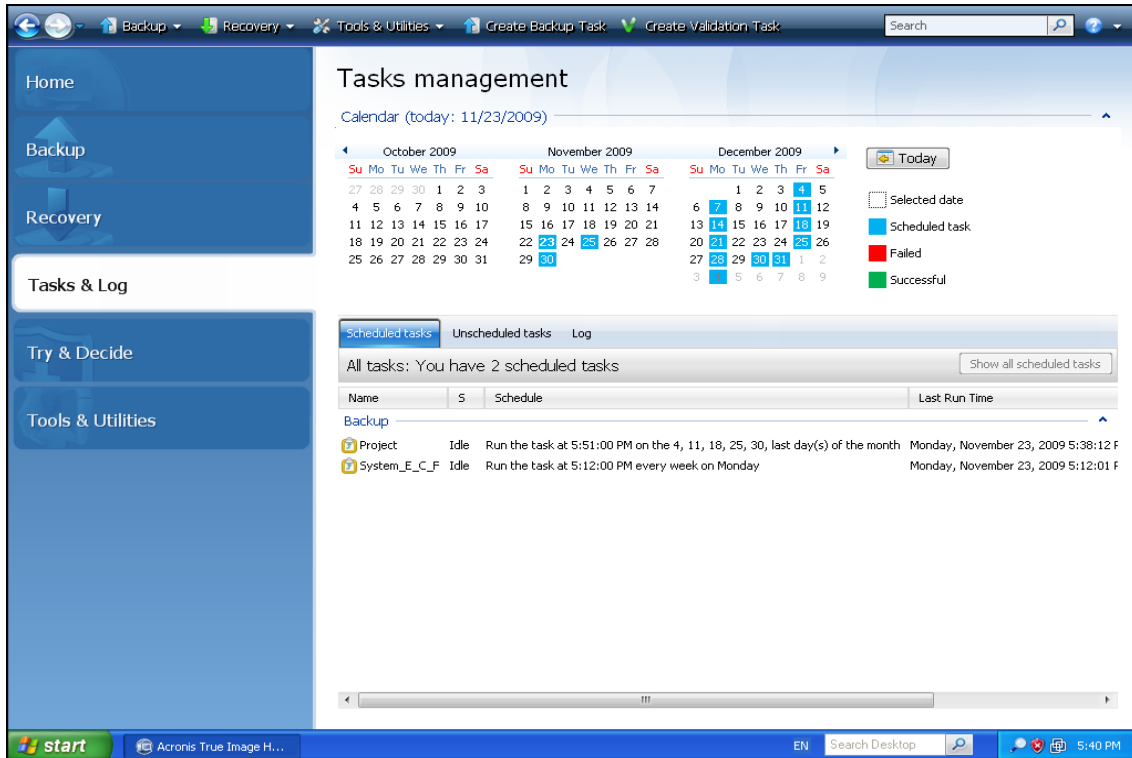 Backup Recovery Tools & Utilities Create Backup Task Create Validation Task Search
Home
Backup
Recovery
Tasks & Log
Try & Decide
Tools & Utilities
Tasks management
Calendar (today: 11/23/2009)
October 2009
Su Mo Tu We Th Fr Sa
27 28 29 30 1 2 3
4 5 6 7 8 9 10
11 12 13 14 15 16 17
18 19 20 21 22 23 24
25 26 27 28 29 30 31
November 2009
Su Mo Tu We Th Fr Sa
1 2 3 4 5 6 7
8 9 10 11 12 13 14
15 16 17 18 19 20 21
22 23 24 25 26 27 28
29 30
December 2009
Su Mo Tu We Th Fr Sa
1 2 3 4 5
6 7 8 9 10 11 12
13 14 15 16 17 18 19
20 21 22 23 24 25 26
27 28 29 30 31 1 2
3 4 5 6 7 8 9
Today
Selected date
Scheduled task
Failed
Successful
Scheduled tasks Unscheduled tasks Log
All tasks: You have 2 scheduled tasks Show all scheduled tasks
Name S Schedule Last Run Time
Backup
Project Idle Run the task at 5:51:00 PM on the 4, 11, 18, 25, 30, last day(s) of the month Monday, November 23, 2009 5:38:12 P
System_E_C_F Idle Run the task at 5:12:00 PM every week on Monday Monday, November 23, 2009 5:12:01 P
start Acronis True Image H... EN Search Desktop 5:40 PM